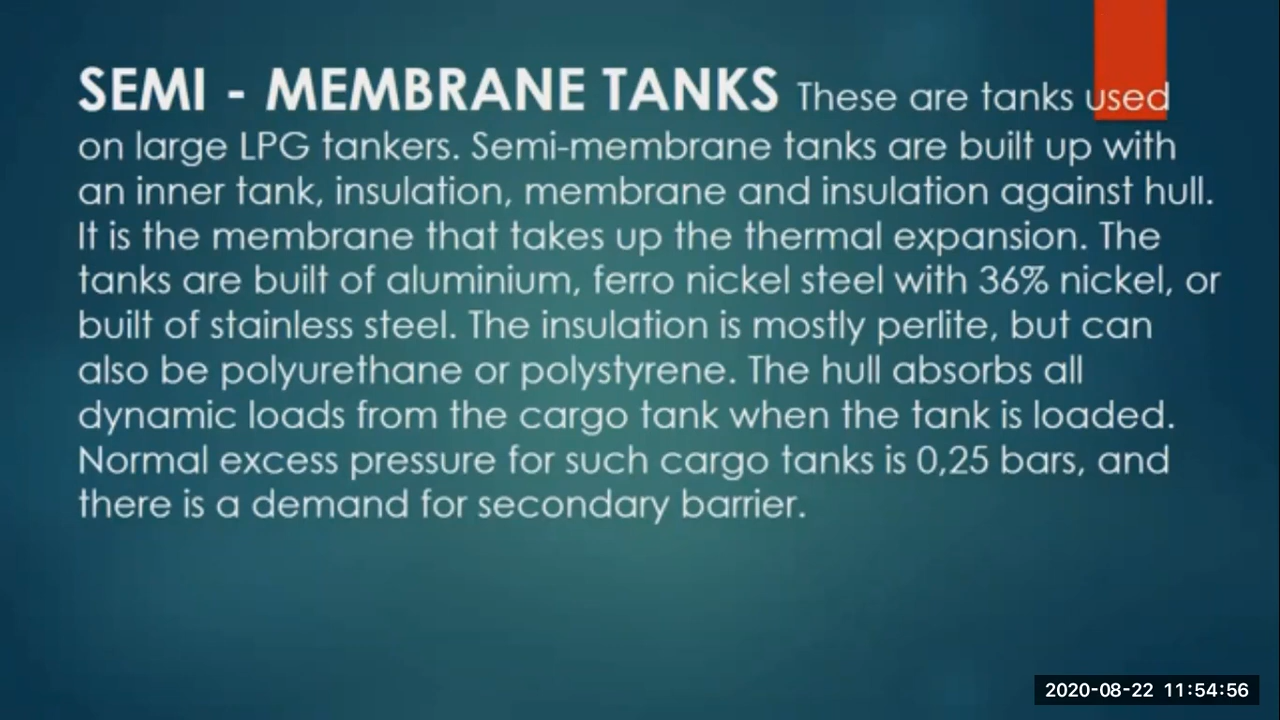 SEMI - MEMBRANE TANKS These are tanks used
on large LPG tankers. Semi-membrane tanks are built up with
an inner tank, insulation, membrane and insulation against hull.
It is the membrane that takes up the thermal expansion. The
tanks are built of aluminium, ferro nickel steel with 36% nickel, or
built of stainless steel. The insulation is mostly perlite, but can
also be polyurethane or polystyrene. The hull absorbs all
dynamic loads from the cargo tank when the tank is loaded.
Normal excess pressure for such cargo tanks is 0,25 bars, and
there is a demand for secondary barrier.
2020-08-22 11:54:56